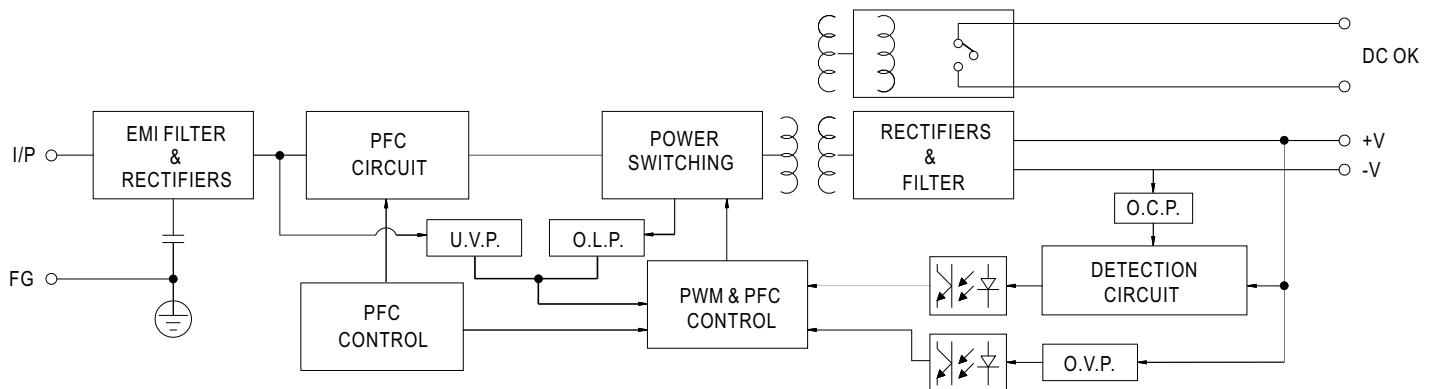 DC OK
I/P
EMI FILTER
&
RECTIFIERS
PFC
CIRCUIT
POWER
SWITCHING
RECTIFIERS
&
FILTER
+V
-V
O.C.P.
U.V.P.
O.L.P.
FG
PFC
CONTROL
PWM & PFC
CONTROL
DETECTION
CIRCUIT
O.V.P.